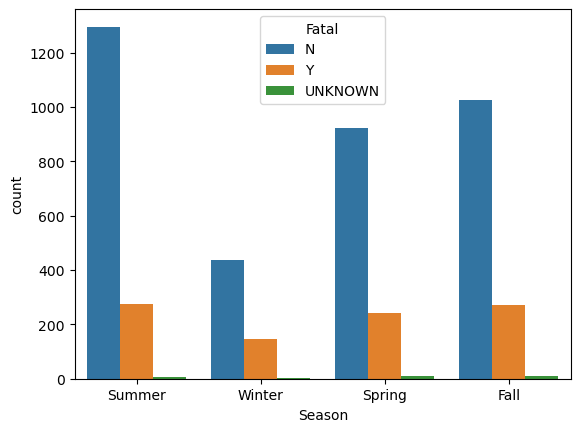 Fatal
N
Y
UNKNOWN
count
1200
1000
800
600
400
200
0
Summer Winter Spring Fall
Season